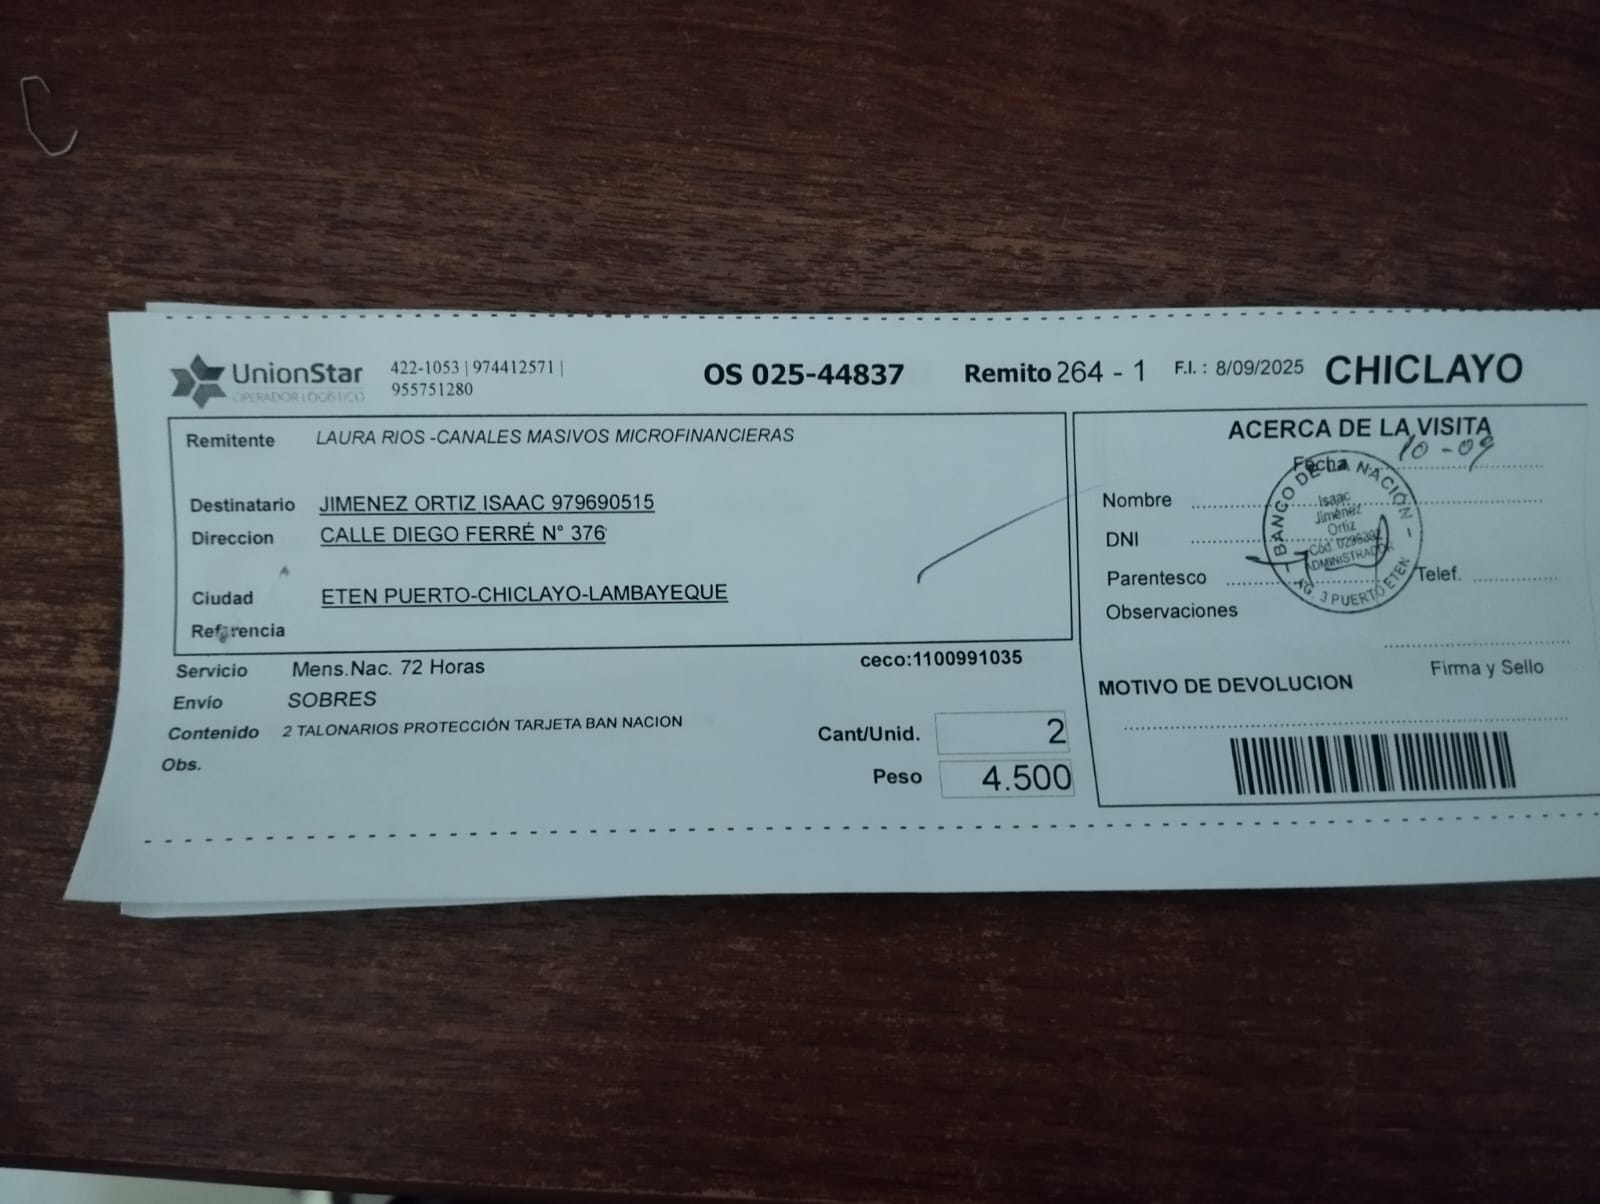 UnionStar
OPERADOR LOGÍSTICO
422-1053 | 974412571 |
955751280
OS 025-44837
Remito 264 - 1
F.I. : 8/09/2025
CHICLAYO
Remitente LAURA RIOS -CANALES MASIVOS MICROFINANCIERAS
Destinatario JIMENEZ ORTIZ ISAAC 979690515
Direccion CALLE DIEGO FERRÉ N° 376
Ciudad ETEN PUERTO-CHICLAYO-LAMBAYEQUE
Referencia
Servicio Mens.Nac. 72 Horas
ceco:1100991035
Envio SOBRES
Contenido 2 TALONARIOS PROTECCIÓN TARJETA BAN NACION
Obs.
Cant/Unid. 2
Peso 4.500
ACERCA DE LA VISITA
Fecha 10-09
Nombre
DNI
Parentesco
Telef.
Observaciones
BANCO DE LA NACIÓN
Isaac
Jiménez
Ortiz
Cód.
ADMINISTRADOR
AG. 3 PUERTO ETEN
Firma y Sello
MOTIVO DE DEVOLUCION